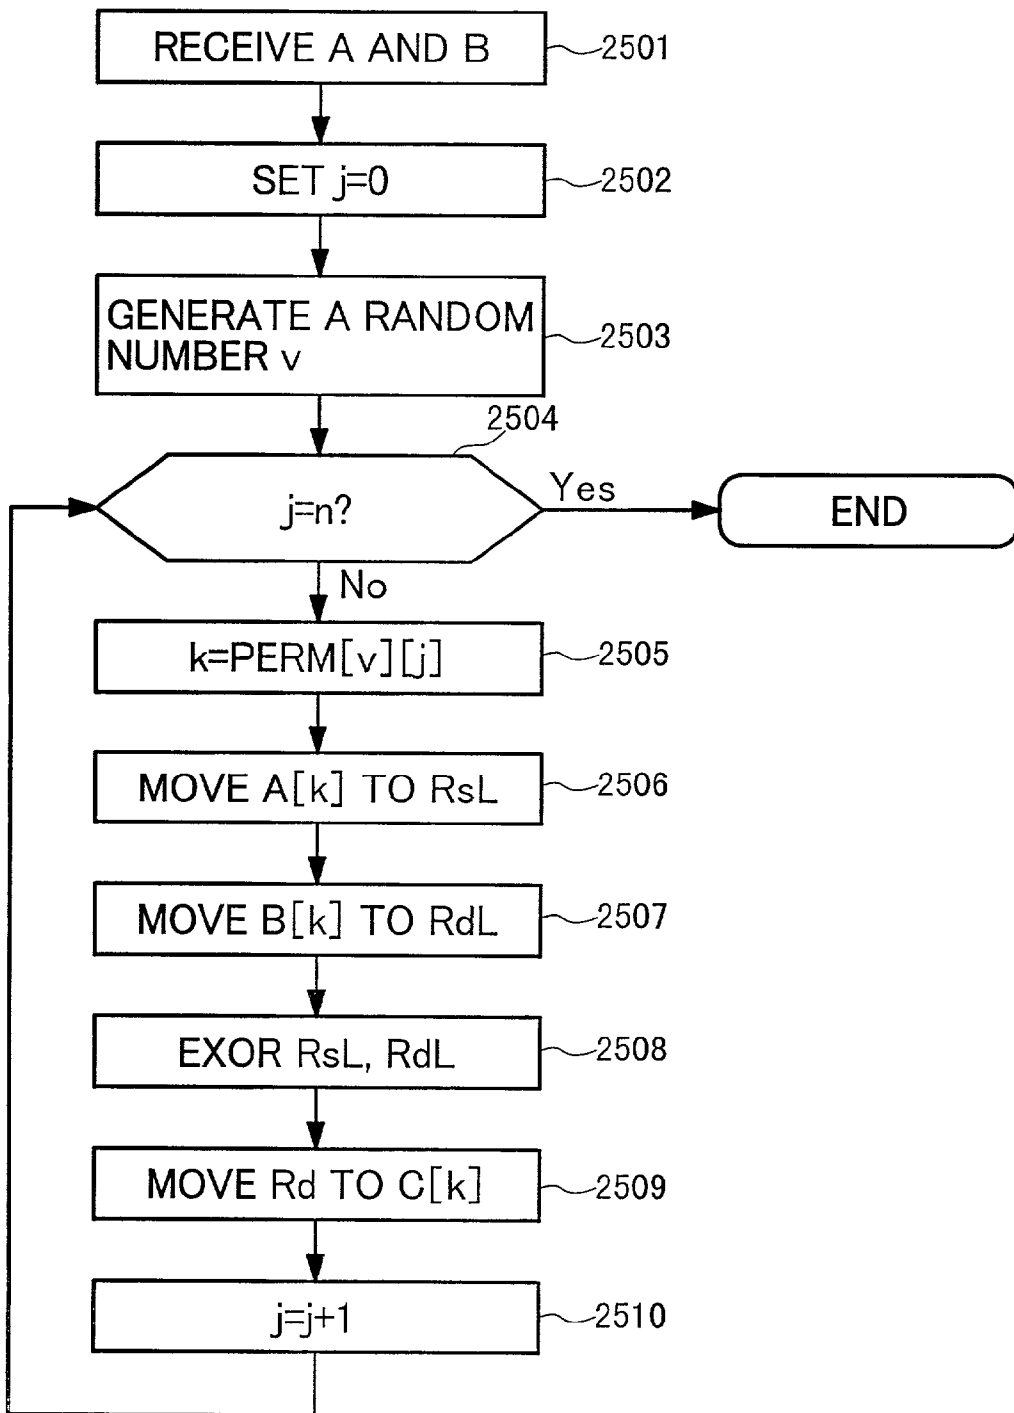 RECEIVE A AND B
2501
SET j=0
2502
GENERATE A RANDOM
NUMBER v
2503
2504
j=n?
Yes
END
No
k=PERM[v][j]
2505
MOVE A[k] TO RsL
2506
MOVE B[k] TO RdL
2507
EXOR RsL, RdL
2508
MOVE Rd TO C[k]
2509
j=j+1
2510